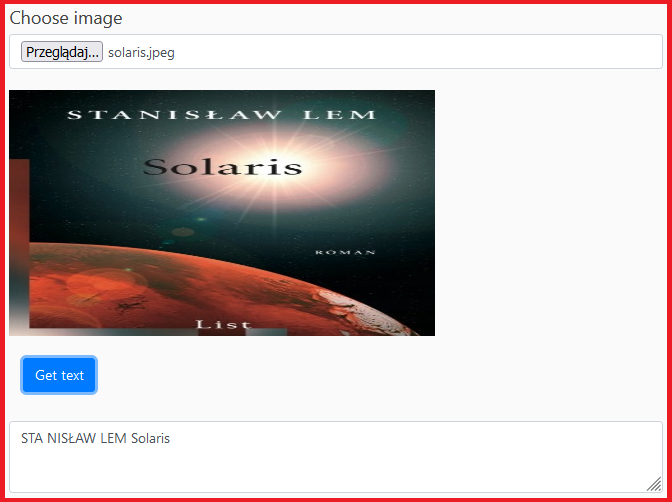 Choose image
Przeglądaj... solaris.jpeg
STANISŁAW LEM
Solaris
ROMAN
List
Get text
STA NISŁAW LEM Solaris